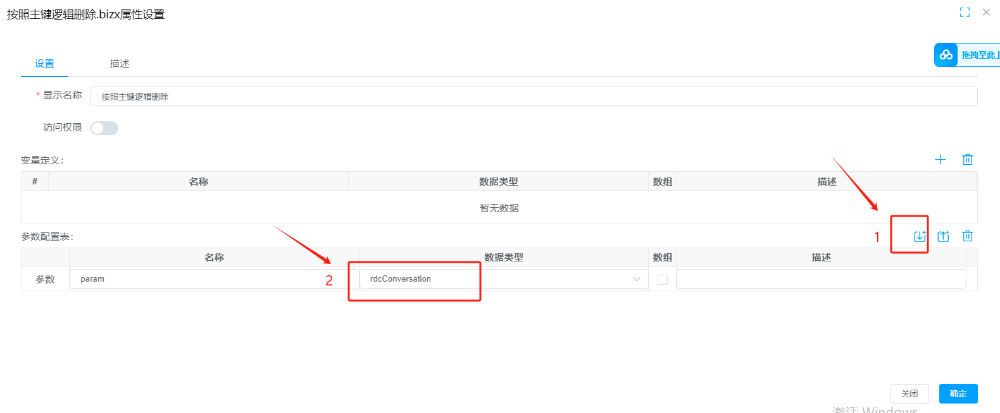 按照主键逻辑删除.bizx属性设置
拖拽至此上
设置 描述
* 显示名称 按照主键逻辑删除
访问权限
变量定义：
# 名称 数据类型 数组 描述
暂无数据
参数配置表： 1
名称 数据类型 数组 描述
参数 param 2 rdcConversation
关闭 确定
激活 Windows